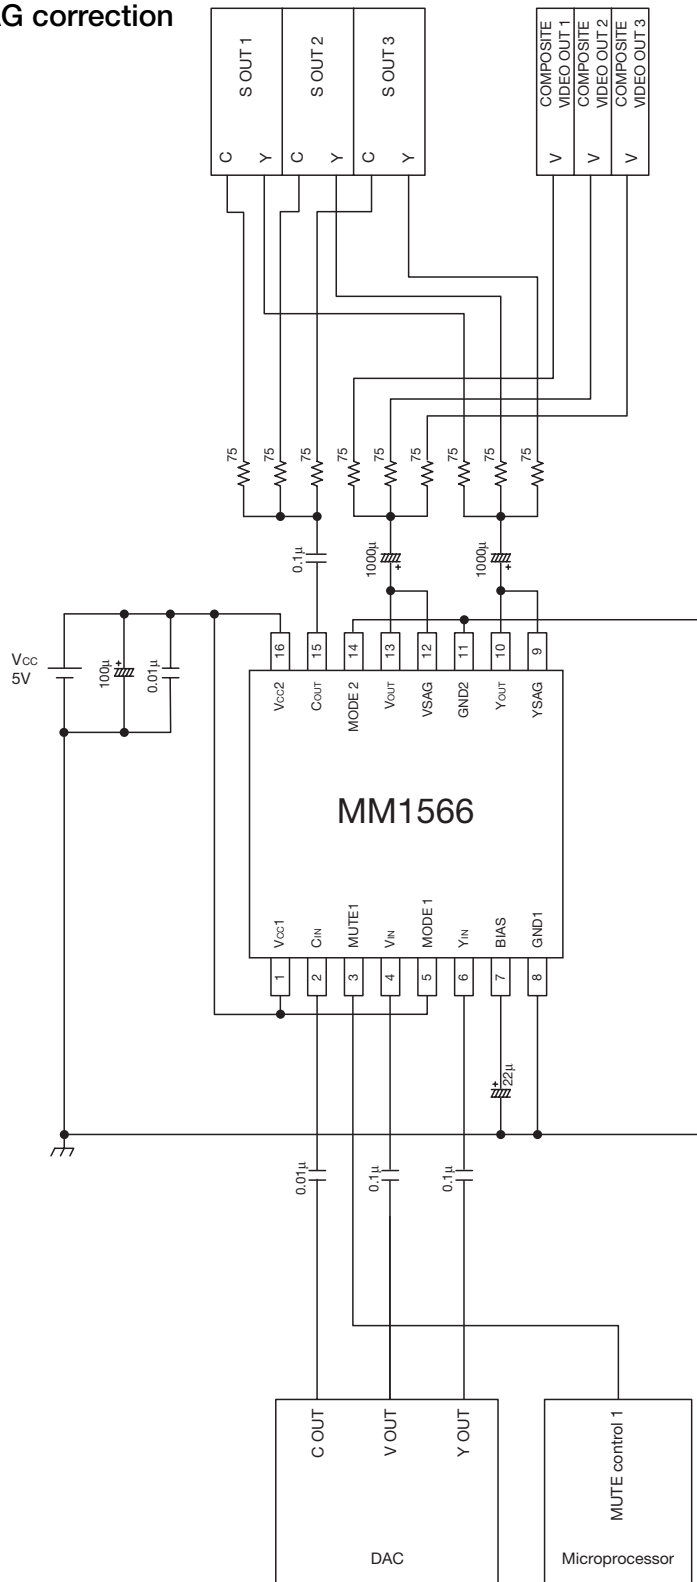 G correction
S OUT 1
S OUT 2
S OUT 3
C
Y
C
Y
C
Y
COMPOSITE
VIDEO OUT 1
COMPOSITE
VIDEO OUT 2
COMPOSITE
VIDEO OUT 3
V
V
V
75
75
75
75
75
75
75
75
75
0.1μ
1000μ
+
1000μ
+
VCC
5V
100μ
+
0.01μ
16
15
14
13
12
11
10
9
VCC2
COUT
MODE 2
VOUT
VSAG
GND2
YOUT
YSAG
MM1566
VCC1
CIN
MUTE1
VIN
MODE 1
YIN
BIAS
GND1
1
2
3
4
5
6
7
8
+
22μ
0.01μ
0.1μ
0.1μ
C OUT
V OUT
Y OUT
DAC
MUTE control 1
Microprocessor